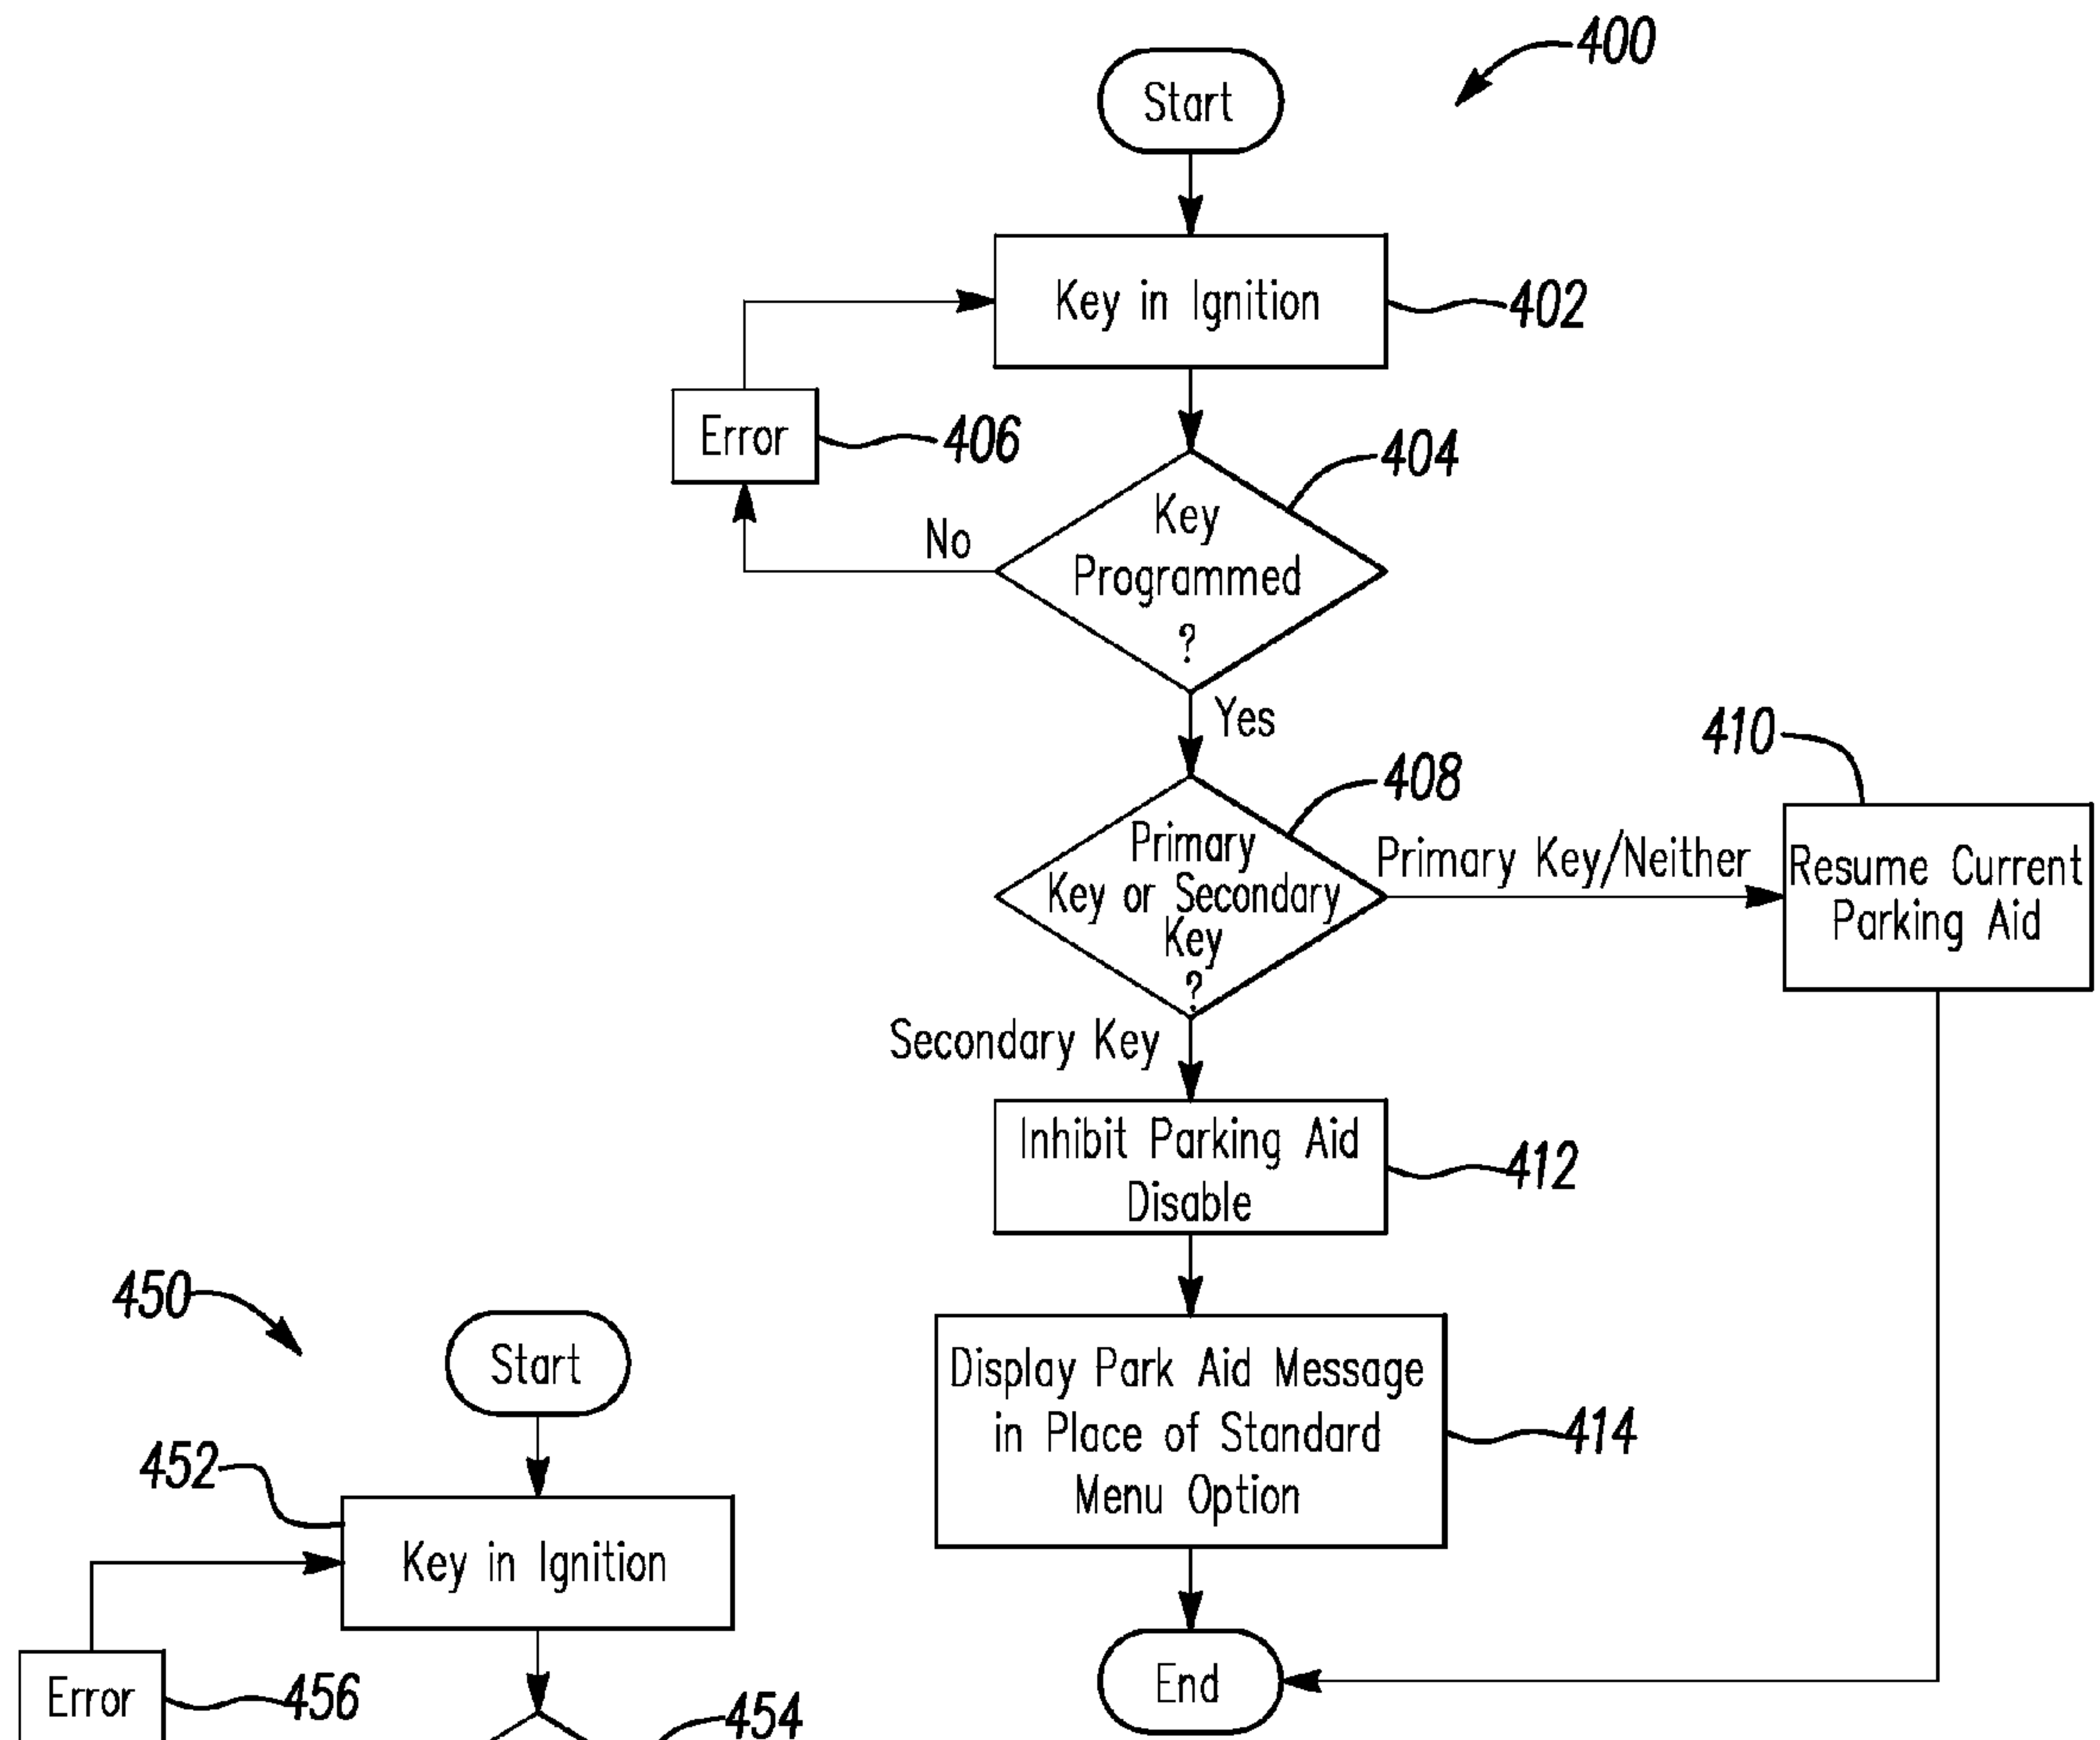 400
Start
Key in Ignition
402
Error
406
404
Key
Programmed
?
No
Yes
408
410
Primary
Key or Secondary
Key
?
Primary Key/Neither
Resume Current
Parking Aid
Secondary Key
Inhibit Parking Aid
Disable
412
Display Park Aid Message
in Place of Standard
Menu Option
414
End
450
Start
452
Key in Ignition
Error
456
454